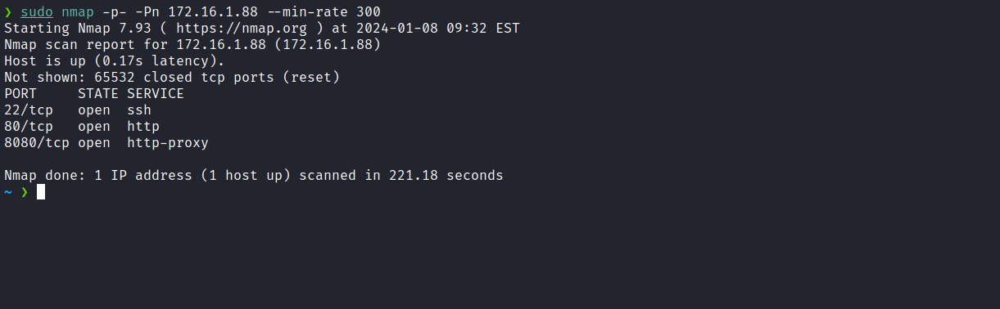 ❯ sudo nmap -p- -Pn 172.16.1.88 --min-rate 300
Starting Nmap 7.93 ( https://nmap.org ) at 2024-01-08 09:32 EST
Nmap scan report for 172.16.1.88 (172.16.1.88)
Host is up (0.17s latency).
Not shown: 65532 closed tcp ports (reset)
PORT     STATE SERVICE
22/tcp   open  ssh
80/tcp   open  http
8080/tcp open  http-proxy
Nmap done: 1 IP address (1 host up) scanned in 221.18 seconds
~ ❯